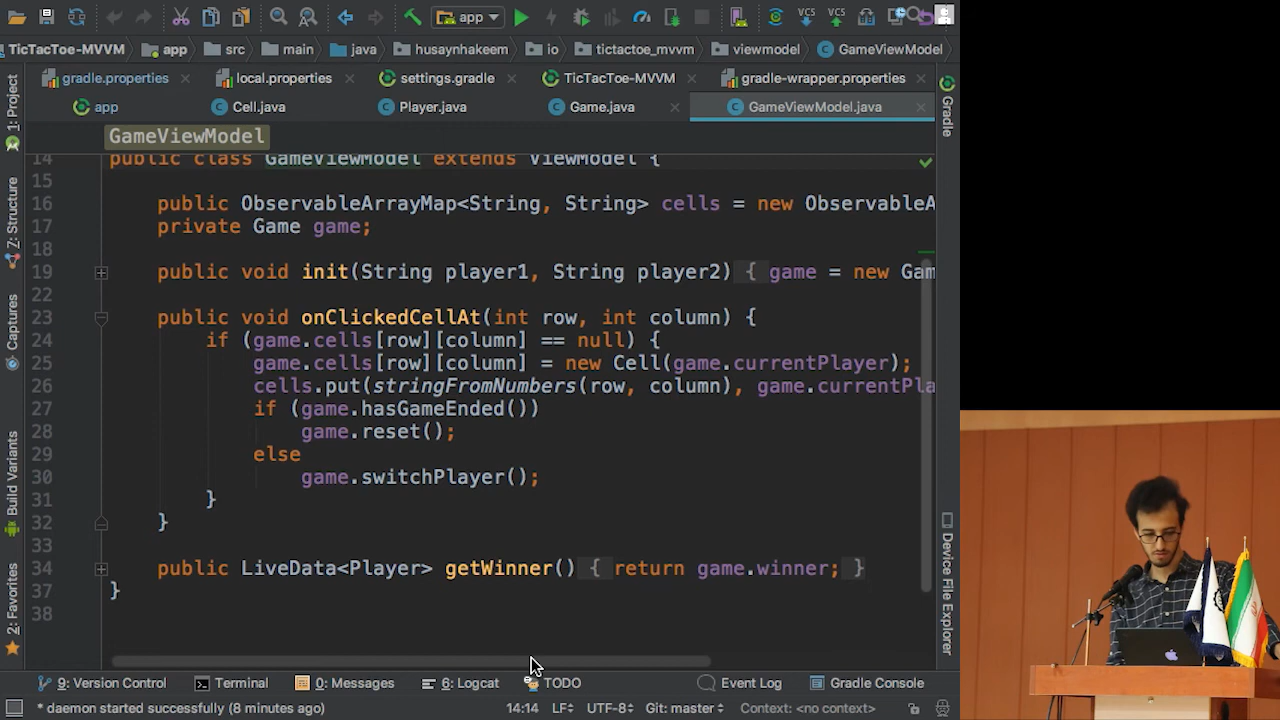 app
VCS VCS
TicTacToe-MVVM app src main java husaynhakeem io tictactoe_mvvm viewmodel GameViewModel
gradle.properties local.properties settings.gradle TicTacToe-MVVM gradle-wrapper.properties
app Cell.java Player.java Game.java GameViewModel.java
GameViewModel
14 public class GameViewModel extends ViewModel {
15
16 public ObservableArrayMap<String, String> cells = new ObservableA
17 private Game game;
18
19 public void init(String player1, String player2) { game = new Gam
22
23 public void onClickedCellAt(int row, int column) {
24 if (game.cells[row][column] == null) {
25 game.cells[row][column] = new Cell(game.currentPlayer);
26 cells.put(stringFromNumbers(row, column), game.currentPla
27 if (game.hasGameEnded())
28 game.reset();
29 else
30 game.switchPlayer();
31 }
32 }
33
34 public LiveData<Player> getWinner() { return game.winner; }
37 }
38
1: Project
7: Structure
Captures
Build Variants
2: Favorites
Gradle
Device File Explorer
9: Version Control Terminal 0: Messages 6: Logcat TODO Event Log Gradle Console
* daemon started successfully (8 minutes ago) 14:14 LF÷ UTF-8÷ Git: master÷ Context: <no context>